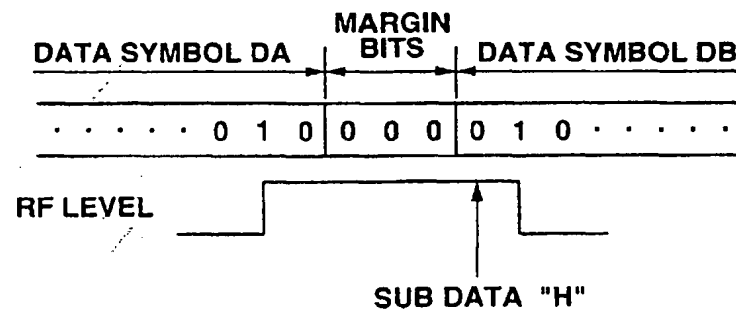 MARGIN
DATA SYMBOL DA BITS DATA SYMBOL DB
· · · · · 0 1 0 0 0 0 0 1 0 · · · · ·
RF LEVEL
SUB DATA "H"